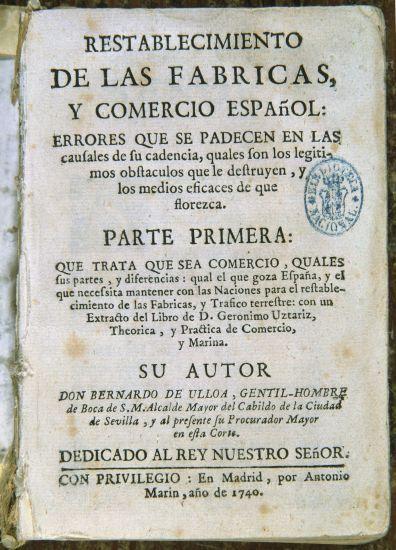 RESTABLECIMIENTO
DE LAS FABRICAS,
Y COMERCIO ESPAñOL:
ERRORES QUE SE PADECEN EN LAS
cauſales de ſu cadencia, quales ſon los legiti-
mos obſtaculos que le deſtruyen, y
los medios eficaces de que
florezca.
BIBLIOTECA
NACIONAL
PARTE PRIMERA:
QUE TRATA QUE SEA COMERCIO, QUALES
ſus partes, y diferencias: qual el que goza Eſpaña, y el
que neceſsita mantener con las Naciones para el reſtable-
cimiento de las Fabricas, y Trafico terreſtre: con un
Extracto del Libro de D. Geronimo Uztariz,
Theorica, y Practica de Comercio,
y Marina.
SU AUTOR
DON BERNARDO DE ULLOA, GENTIL-HOMBRE
de Boca de S.M. Alcalde Mayor del Cabildo de la Ciudad
de Sevilla, y al preſente ſu Procurador Mayor
en eſta Corte.
DEDICADO AL REY NUESTRO SEñOR.
CON PRIVILEGIO: En Madrid, por Antonio
Marin, año de 1740.